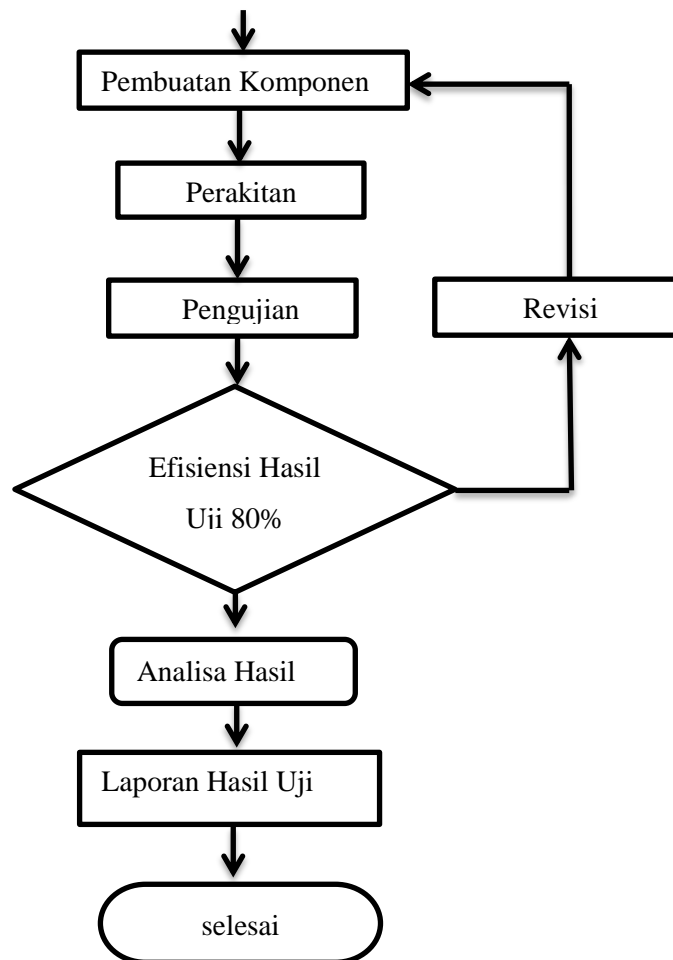 Pembuatan Komponen
Perakitan
Pengujian
Revisi
Efisiensi Hasil
Uji 80%
Analisa Hasil
Laporan Hasil Uji
selesai